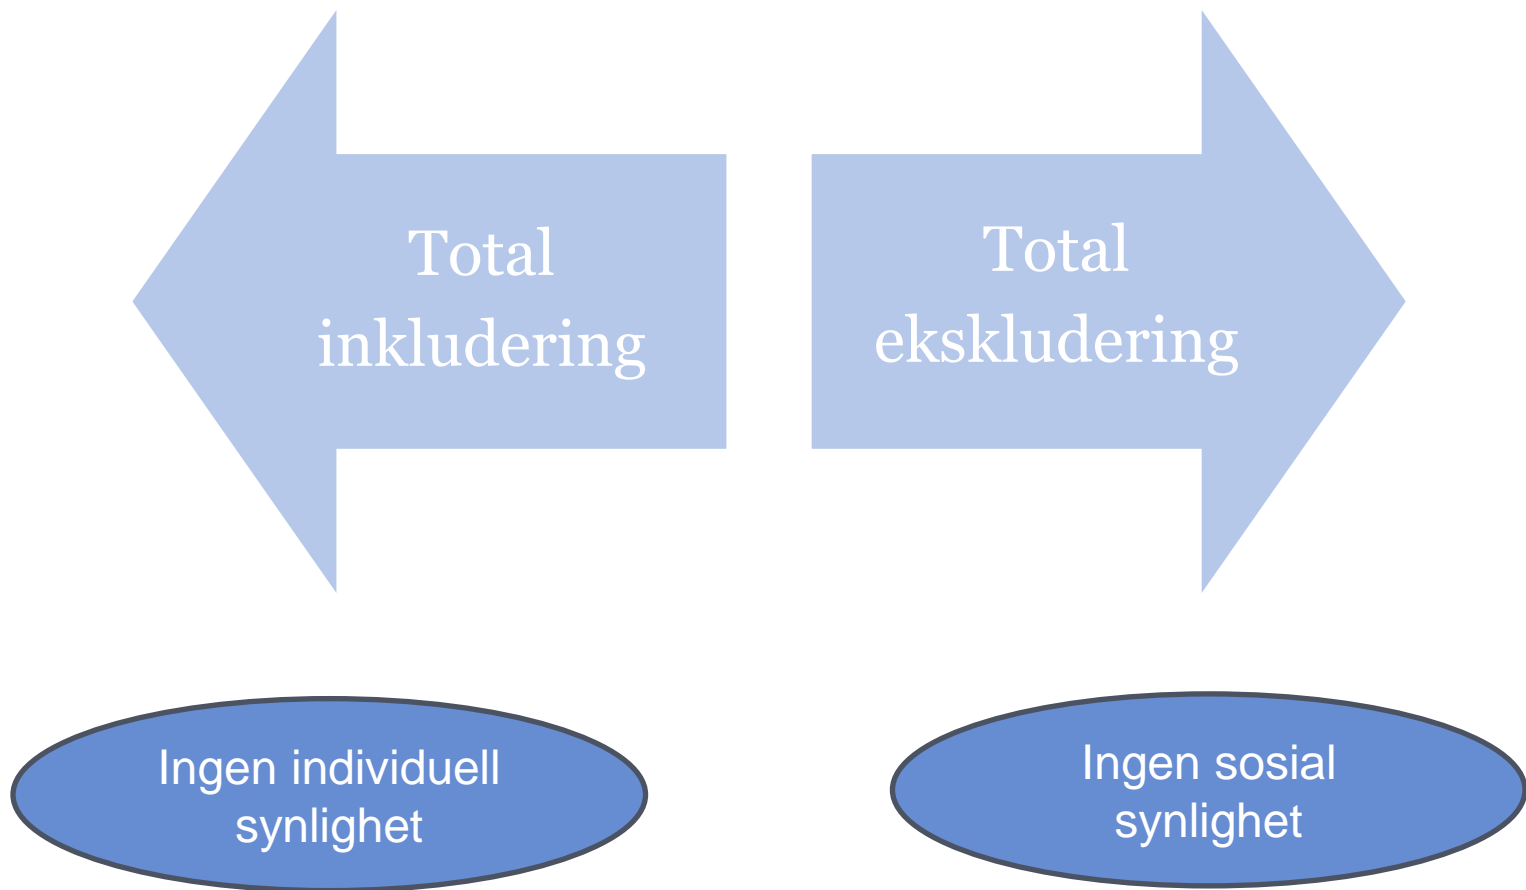 Total
inkludering
Total
ekskludering
Ingen individuell
synlighet
Ingen sosial
synlighet